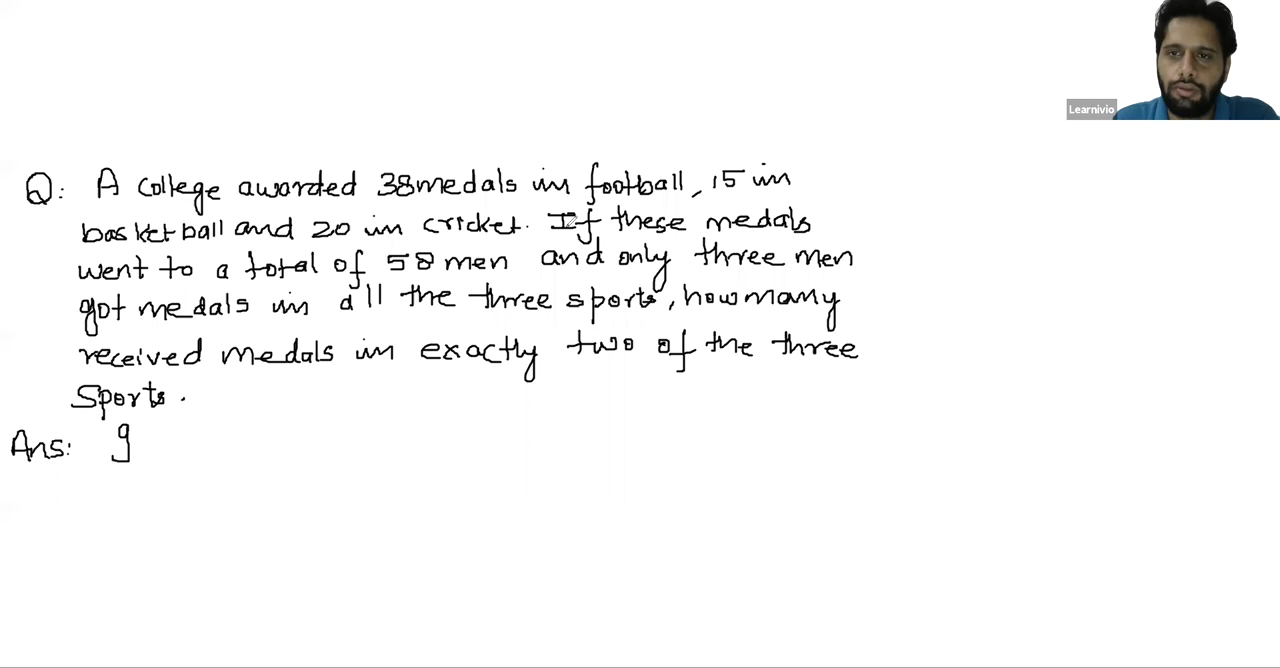 Learnivio
Q: A college awarded 38 medals in football, 15 in
basketball and 20 in cricket. If these medals
went to a total of 58 men and only three men
got medals in all the three sports, how many
received medals in exactly two of the three
Sports.
Ans: 9